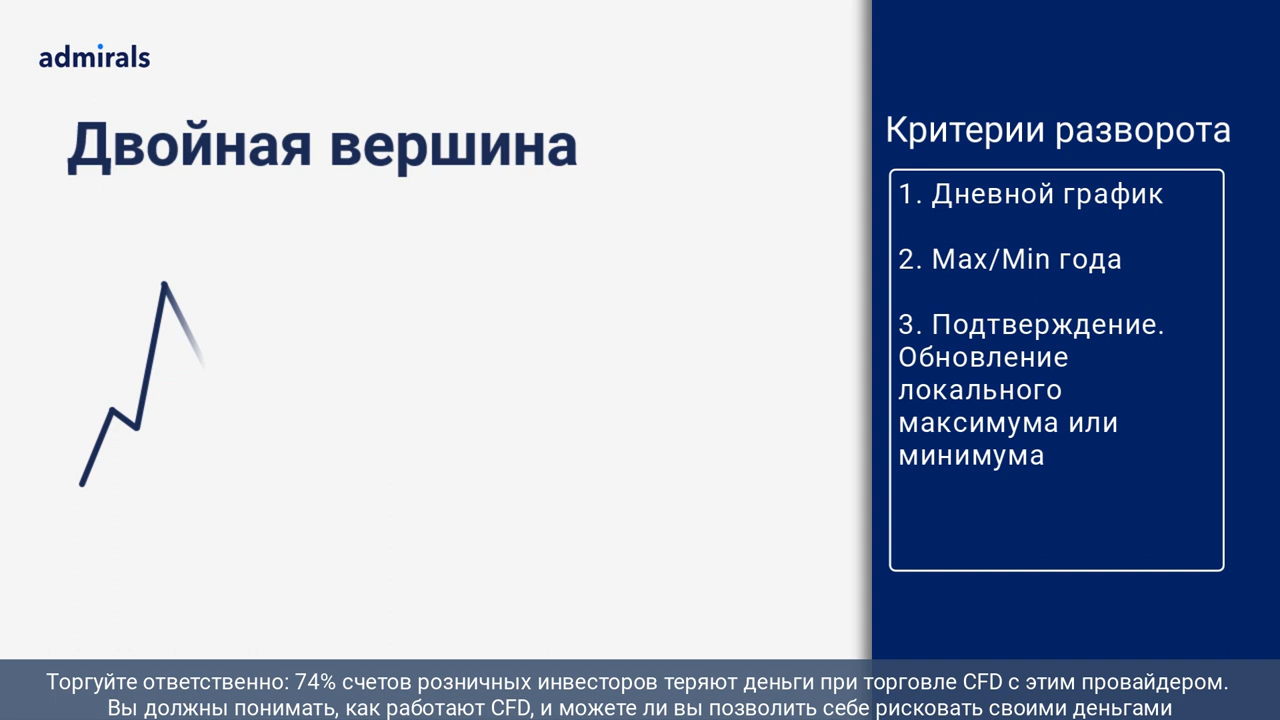 admirals
Двойная вершина
Критерии разворота
1. Дневной график
2. Max/Min года
3. Подтверждение.
Обновление
локального
максимума или
минимума
Торгуйте ответственно: 74% счетов розничных инвесторов теряют деньги при торговле CFD с этим провайдером.
Вы должны понимать, как работают CFD, и можете ли вы позволить себе рисковать своими деньгами